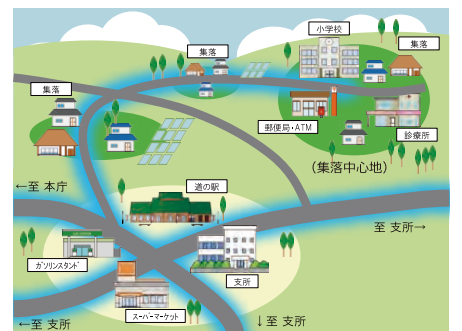 小学校
集落
集落
集落
郵便局・ATM
診療所
(集落中心地)
←至 本庁
道の駅
至 支所→
ガソリンスタンド
支所
スーパーマーケット
←至 支所
↓至 支所